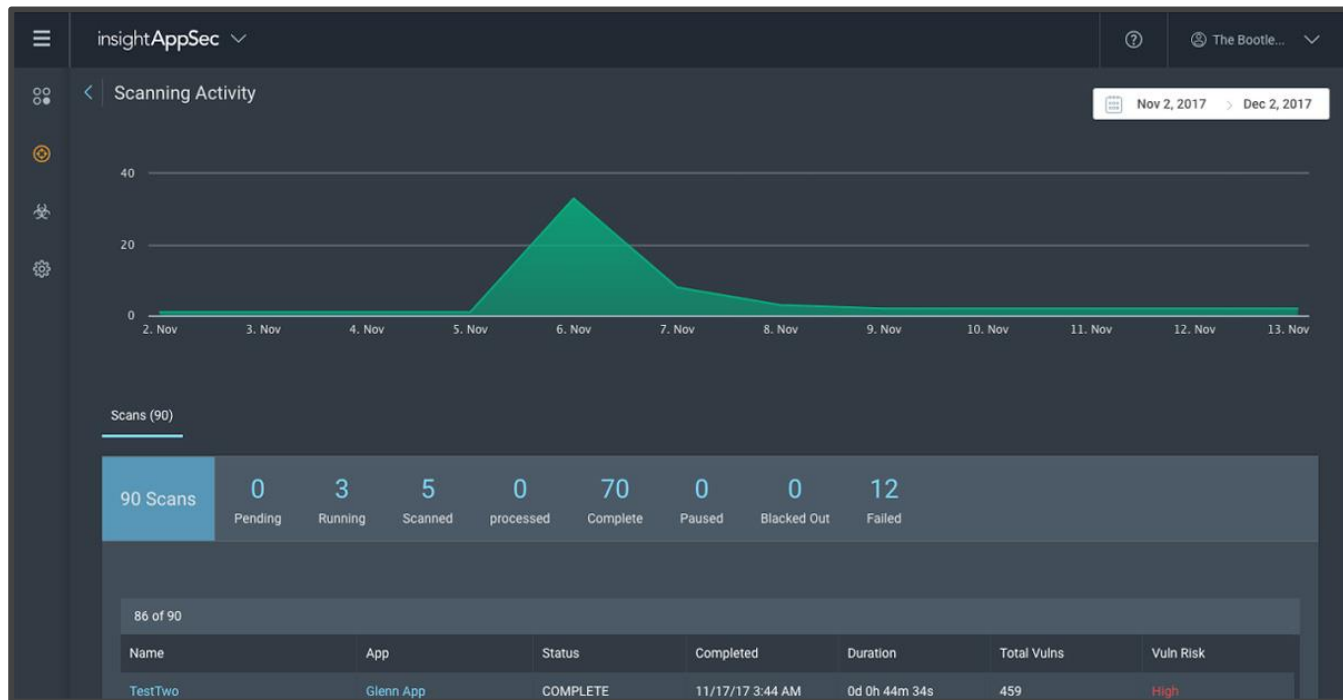 insightAppSec
The Bootle...
Scanning Activity
Nov 2, 2017 > Dec 2, 2017
40
20
0
2. Nov 3. Nov 4. Nov 5. Nov 6. Nov 7. Nov 8. Nov 9. Nov 10. Nov 11. Nov 12. Nov 13. Nov
Scans (90)
90 Scans
0 3 5 0 70 0 0 12
Pending Running Scanned processed Complete Paused Blacked Out Failed
86 of 90
Name App Status Completed Duration Total Vulns Vuln Risk
TestTwo Glenn App COMPLETE 11/17/17 3:44 AM 0d 0h 44m 34s 459 High